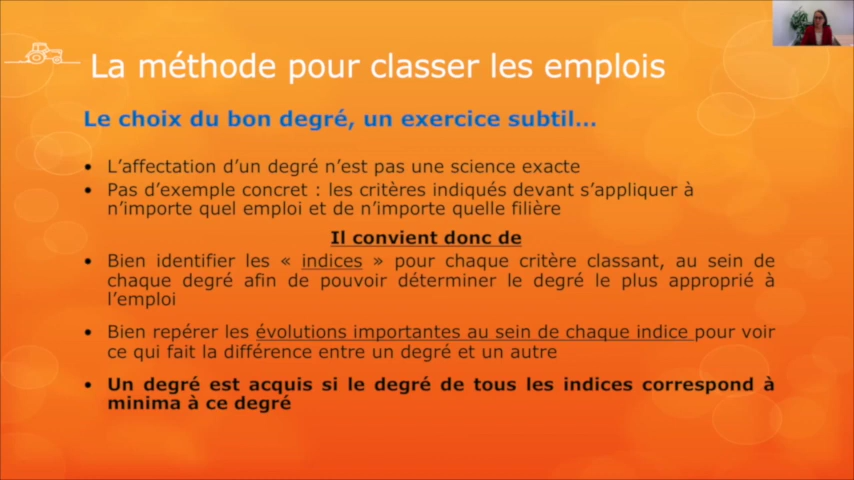 La méthode pour classer les emplois
Le choix du bon degré, un exercice subtil...
• L'affectation d'un degré n'est pas une science exacte
• Pas d'exemple concret : les critères indiqués devant s'appliquer à
n'importe quel emploi et de n'importe quelle filière
Il convient donc de
• Bien identifier les « indices » pour chaque critère classant, au sein de
chaque degré afin de pouvoir déterminer le degré le plus approprié à
l'emploi
• Bien repérer les évolutions importantes au sein de chaque indice pour voir
ce qui fait la différence entre un degré et un autre
• Un degré est acquis si le degré de tous les indices correspond à
minima à ce degré